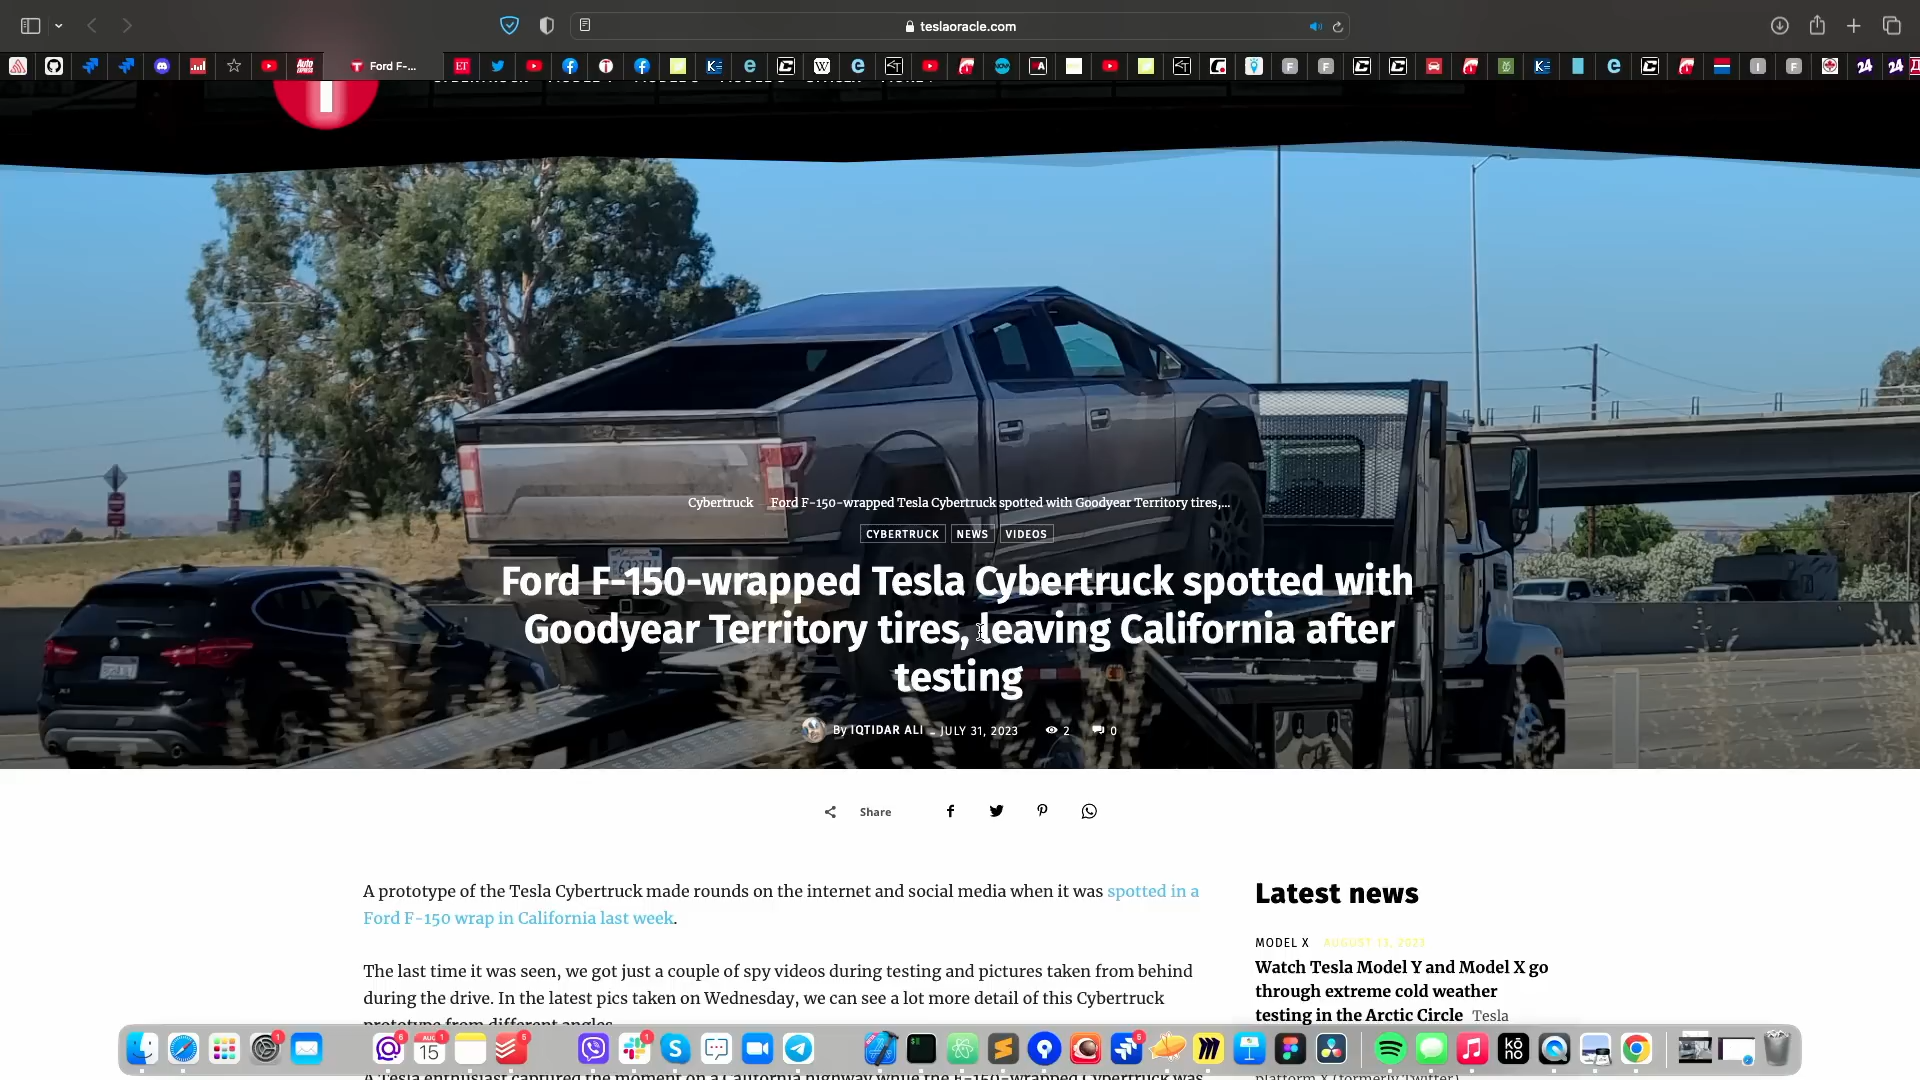 teslaoracle.com
Ford F-...
Cybertruck Ford F-150-wrapped Tesla Cybertruck spotted with Goodyear Territory tires,...
CYBERTRUCK NEWS VIDEOS
Ford F-150-wrapped Tesla Cybertruck spotted with
Goodyear Territory tires, leaving California after
testing
By IQTIDAR ALI - JULY 31, 2023 2 0
Share
A prototype of the Tesla Cybertruck made rounds on the internet and social media when it was spotted in a
Ford F-150 wrap in California last week.
The last time it was seen, we got just a couple of spy videos during testing and pictures taken from behind
during the drive. In the latest pics taken on Wednesday, we can see a lot more detail of this Cybertruck
prototype from different angles.
Latest news
MODEL X AUGUST 13, 2023
Watch Tesla Model Y and Model X go
through extreme cold weather
testing in the Arctic Circle Tesla
AUG
15
A Tesla enthusiast captured the moment on a California highway while the F-150-wrapped Cybertruck was
platform X (formerly Twitter)